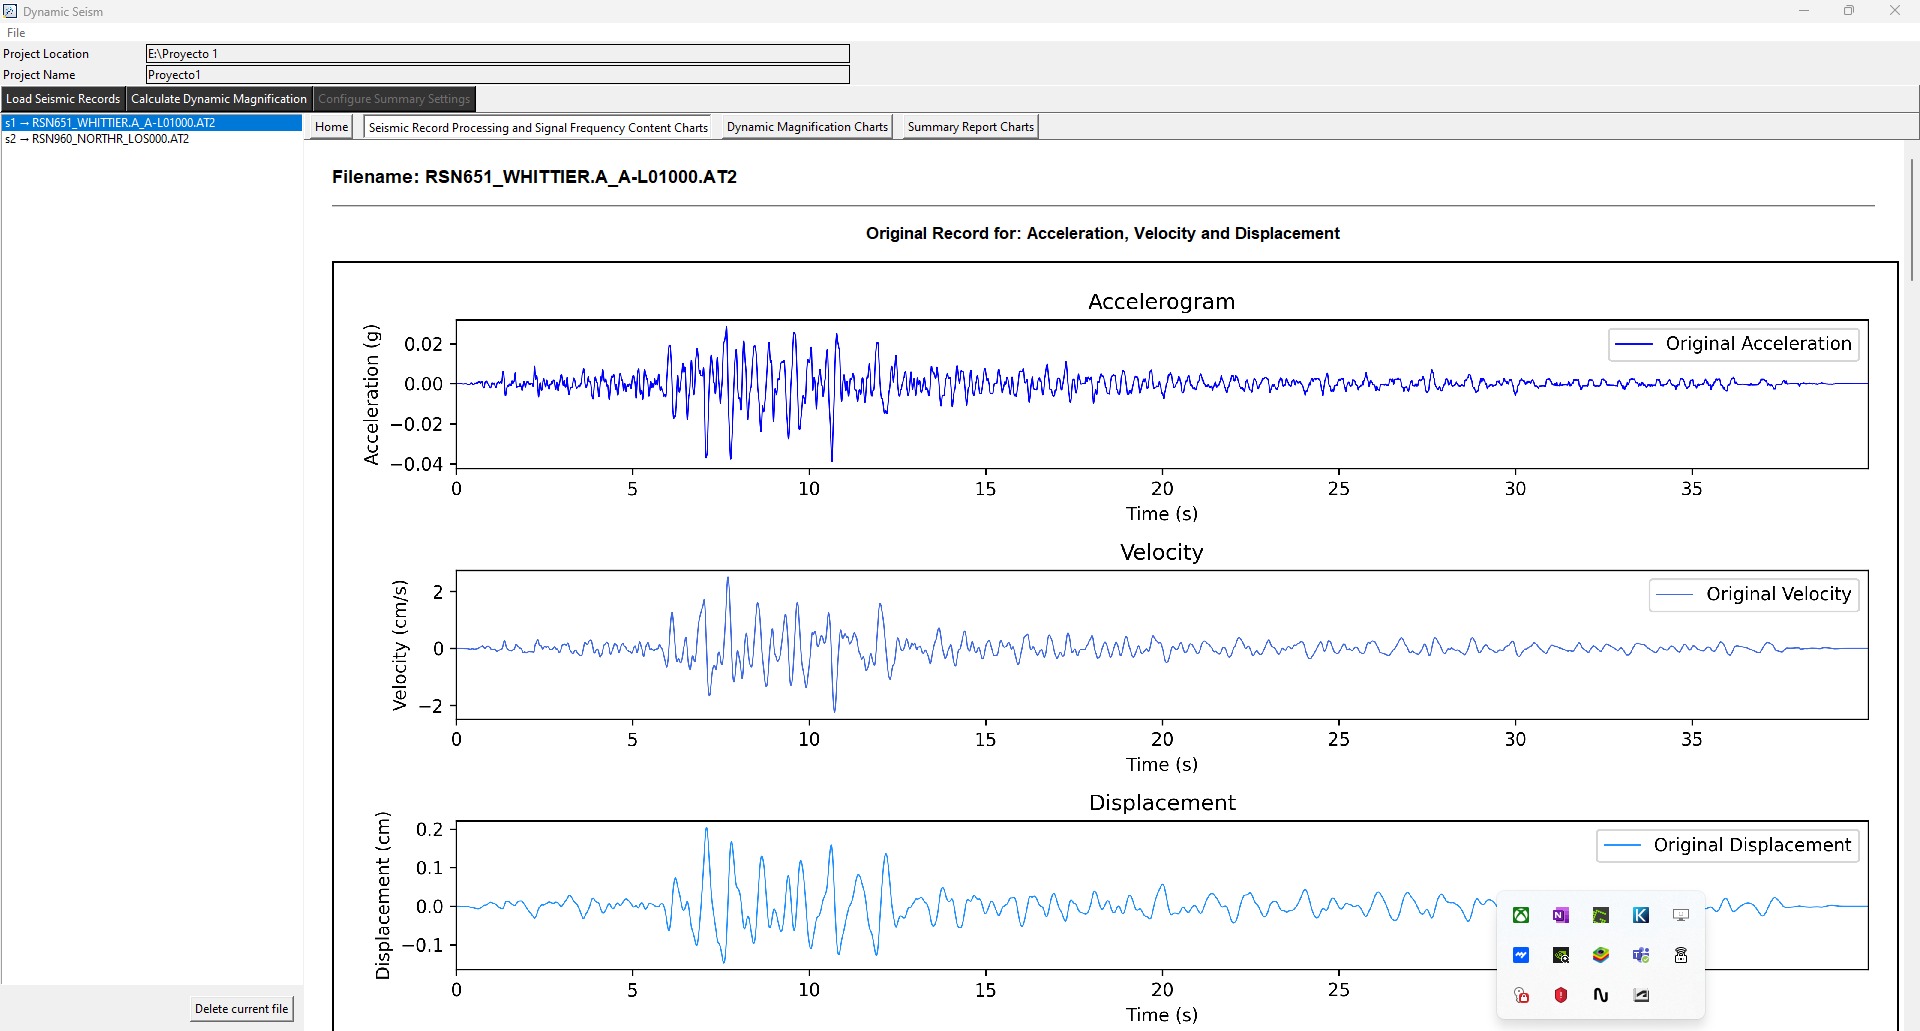 Dynamic Seism
File
Project Location E:\Proyecto 1
Project Name Proyecto1
Load Seismic Records Calculate Dynamic Magnification Configure Summary Settings
s1 → RSN651_WHITTIER.A_A-L01000.AT2
s2 → RSN960_NORTHR_LOS000.AT2
Home Seismic Record Processing and Signal Frequency Content Charts Dynamic Magnification Charts Summary Report Charts
Filename: RSN651_WHITTIER.A_A-L01000.AT2
Original Record for: Acceleration, Velocity and Displacement
Accelerogram
Acceleration (g)
0.02
0.00
−0.02
−0.04
Original Acceleration
0 5 10 15 20 25 30 35
Time (s)
Velocity
Velocity (cm/s)
2
0
−2
Original Velocity
0 5 10 15 20 25 30 35
Time (s)
Displacement
Displacement (cm)
0.2
0.1
0.0
−0.1
Original Displacement
0 5 10 15 20 25
Time (s)
Delete current file